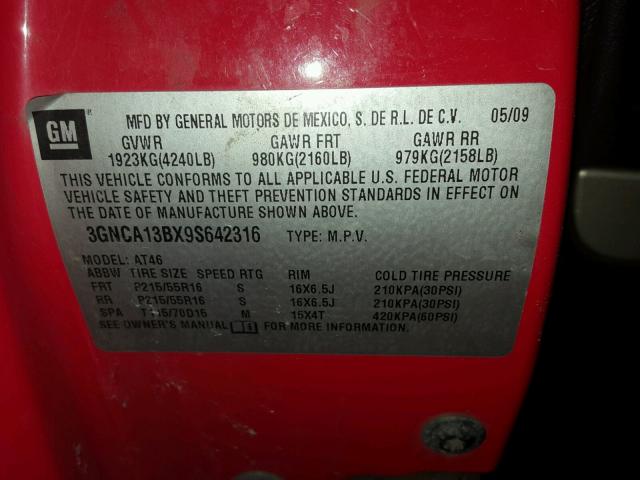 GM
MFD BY GENERAL MOTORS DE MEXICO, S. DE R.L. DE C.V. 05/09
GVWR GAWR FRT GAWR RR
1923KG(4240LB) 980KG(2160LB) 979KG(2158LB)
THIS VEHICLE CONFORMS TO ALL APPLICABLE U.S. FEDERAL MOTOR
VEHICLE SAFETY AND THEFT PREVENTION STANDARDS IN EFFECT ON
THE DATE OF MANUFACTURE SHOWN ABOVE.
3GNCA13BX9S642316 TYPE: M.P.V.
MODEL: AT46
ABBW TIRE SIZE SPEED RTG RIM COLD TIRE PRESSURE
FRT P215/55R16 S 16X6.5J 210KPA(30PSI)
RR P215/55R16 S 16X6.5J 210KPA(30PSI)
SPA /70D15 M 15X4T 420KPA(60PSI)
SEE OWNER'S MANUAL FOR MORE INFORMATION.